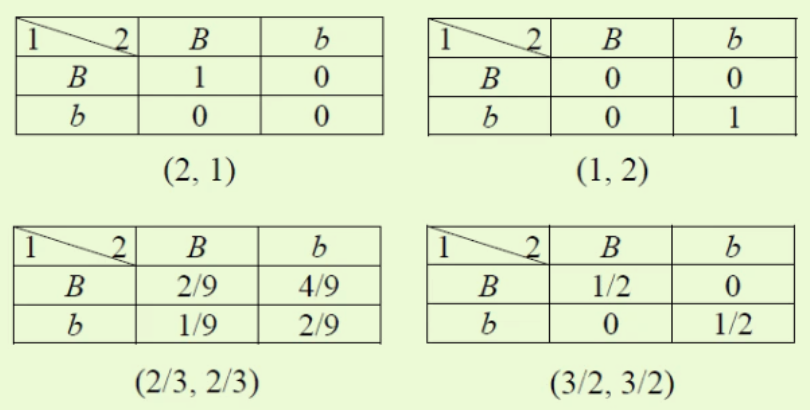 1 2 B b
B 1 0
b 0 0
(2, 1)
1 2 B b
B 0 0
b 0 1
(1, 2)
1 2 B b
B 2/9 4/9
b 1/9 2/9
(2/3, 2/3)
1 2 B b
B 1/2 0
b 0 1/2
(3/2, 3/2)